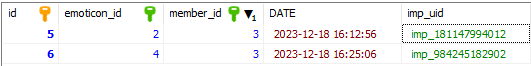 id emoticon_id member_id 1 DATE imp_uid
5 2 3 2023-12-18 16:12:56 imp_181147994012
6 4 3 2023-12-18 16:25:06 imp_984245182902